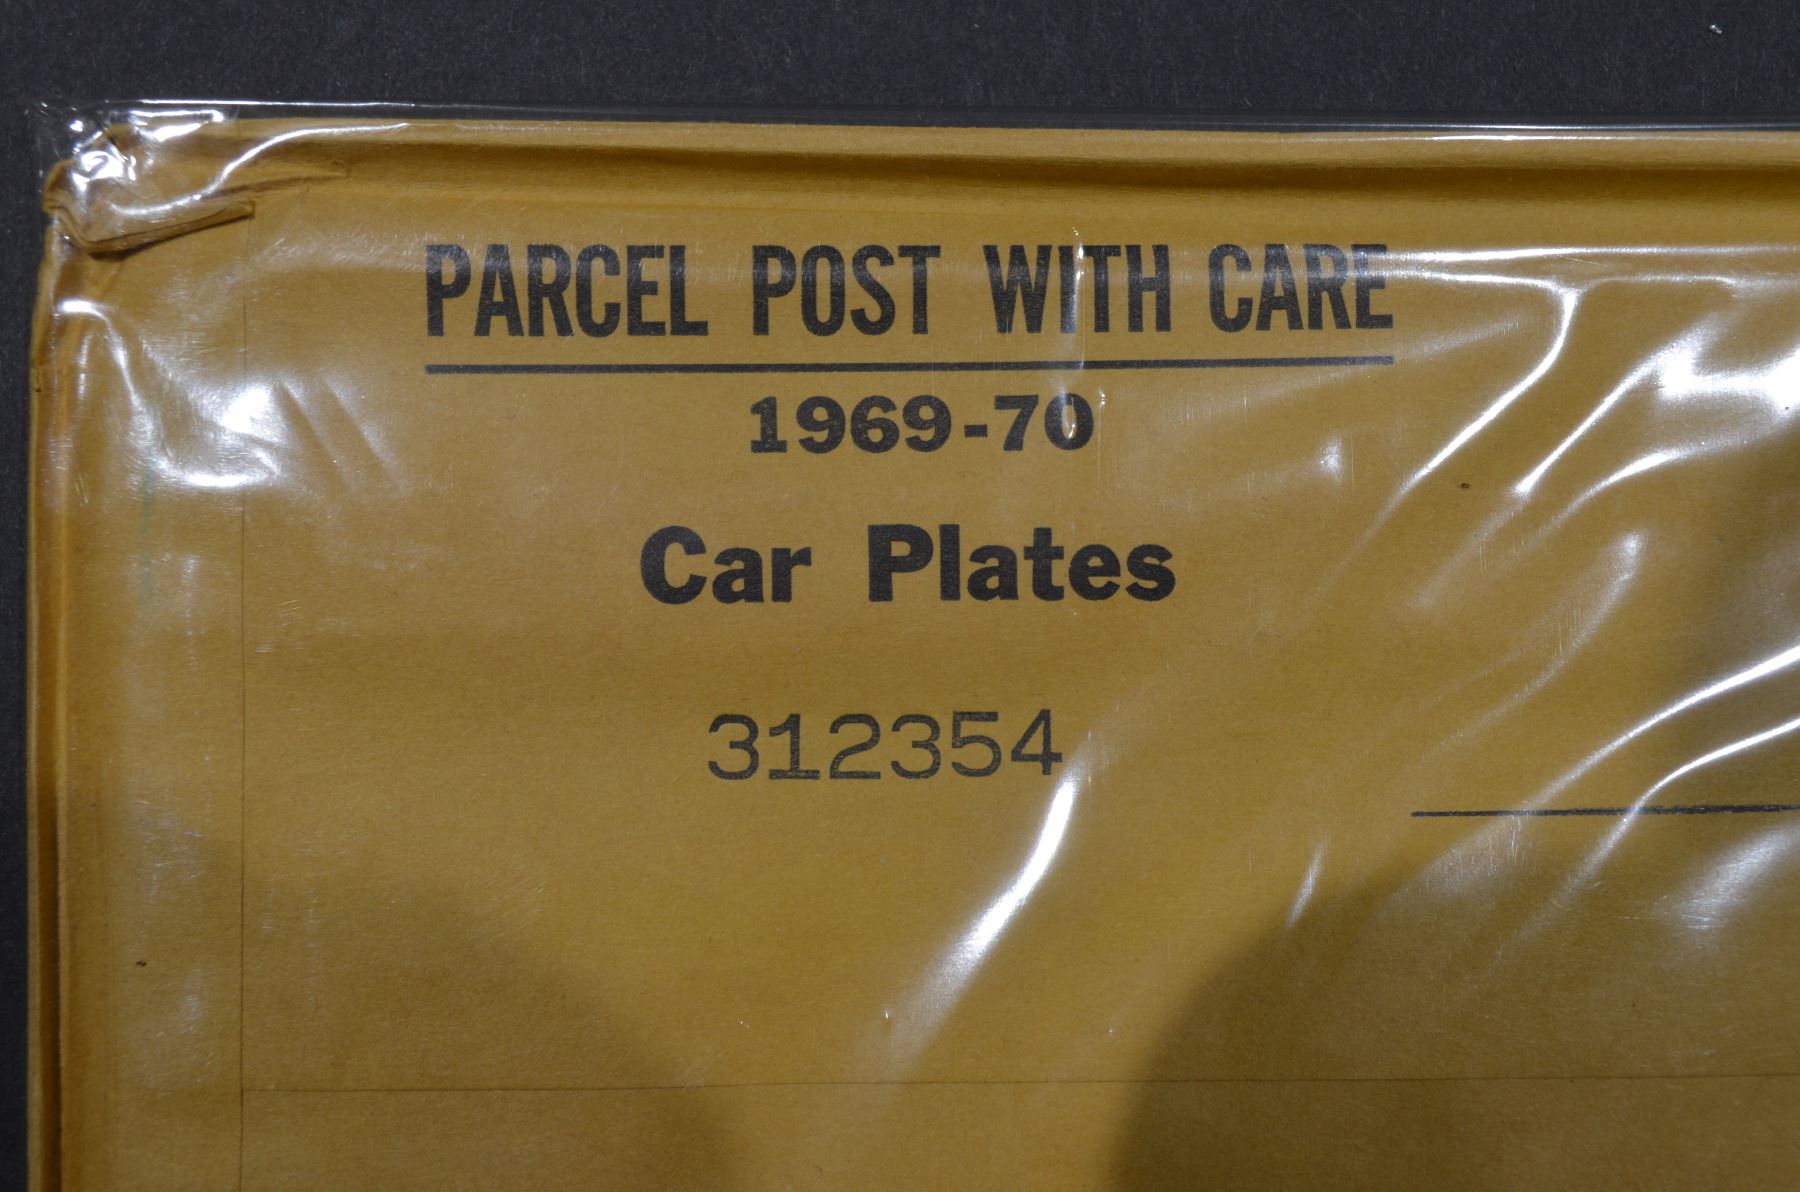 PARCEL POST WITH CARE
1969-70
Car Plates
312354